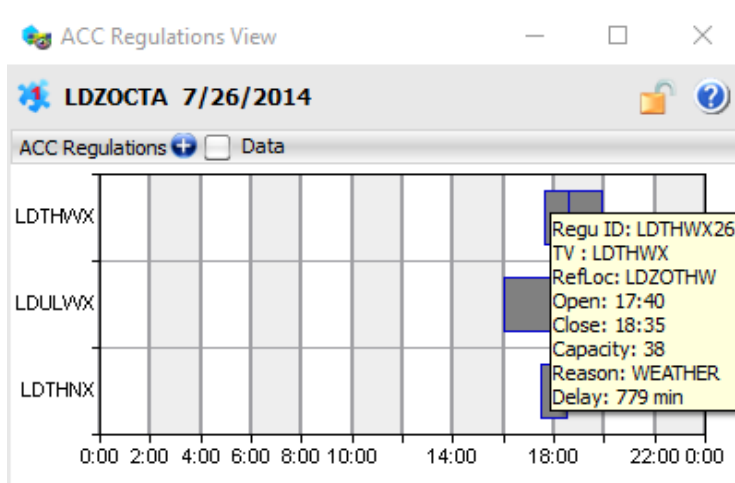 ACC Regulations View
LDZOCTA 7/26/2014
ACC Regulations Data
LDTHWX
LDULWX
LDTHNX
Regu ID: LDTHWX26
TV : LDTHWX
RefLoc: LDZOTHW
Open: 17:40
Close: 18:35
Capacity: 38
Reason: WEATHER
Delay: 779 min
0:00 2:00 4:00 6:00 8:00 10:00 14:00 18:00 22:00 0:00